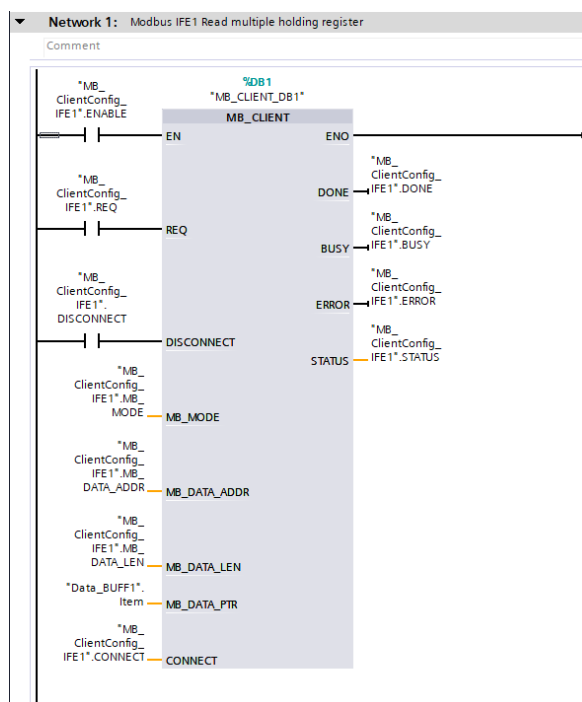 Network 1: Modbus IFE1 Read multiple holding register
Comment
"MB_
ClientConfig_
IFE1".ENABLE
%DB1
"MB_CLIENT_DB1"
MB_CLIENT
EN
ENO
"MB_
ClientConfig_
IFE1".DONE
DONE
"MB_
ClientConfig_
IFE1".REQ
REQ
"MB_
ClientConfig_
IFE1".BUSY
BUSY
"MB_
ClientConfig_
IFE1".ERROR
ERROR
"MB_
ClientConfig_
IFE1".
DISCONNECT
DISCONNECT
"MB_
ClientConfig_
IFE1".STATUS
STATUS
"MB_
ClientConfig_
IFE1".MB_
MODE
MB_MODE
"MB_
ClientConfig_
IFE1".MB_
DATA_ADDR
MB_DATA_ADDR
"MB_
ClientConfig_
IFE1".MB_
DATA_LEN
MB_DATA_LEN
"Data_BUFF1".
Item
MB_DATA_PTR
"MB_
ClientConfig_
IFE1".CONNECT
CONNECT